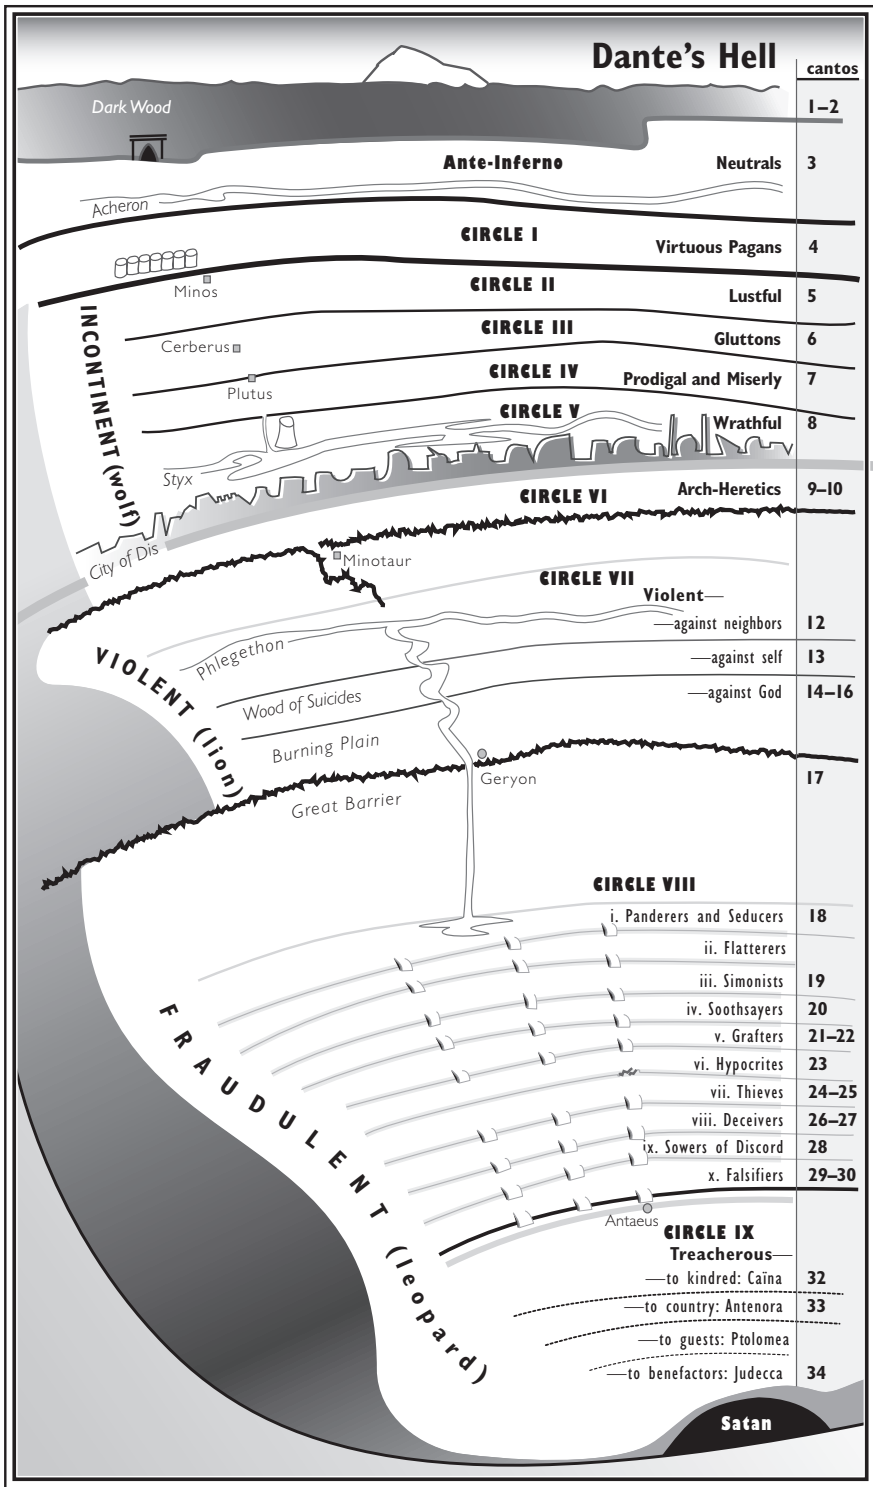 Dante's Hell
cantos
Dark Wood
1–2
Ante-Inferno
Neutrals
3
Acheron
CIRCLE I
Virtuous Pagans
4
Minos
CIRCLE II
Lustful
5
Cerberus
CIRCLE III
Gluttons
6
Plutus
CIRCLE IV
Prodigal and Miserly
7
CIRCLE V
Wrathful
8
Styx
INCONTINENT (wolf)
City of Dis
CIRCLE VI
Arch-Heretics
9–10
Minotaur
CIRCLE VII
Violent—
—against neighbors
12
Phlegethon
—against self
13
Wood of Suicides
—against God
14–16
Burning Plain
VIOLENT (lion)
Geryon
17
Great Barrier
CIRCLE VIII
i. Panderers and Seducers
18
ii. Flatterers
iii. Simonists
19
iv. Soothsayers
20
v. Grafters
21–22
vi. Hypocrites
23
vii. Thieves
24–25
viii. Deceivers
26–27
ix. Sowers of Discord
28
x. Falsifiers
29–30
FRAUDULENT (leopard)
Antaeus
CIRCLE IX
Treacherous—
—to kindred: Caïna
32
—to country: Antenora
33
—to guests: Ptolomea
—to benefactors: Judecca
34
Satan